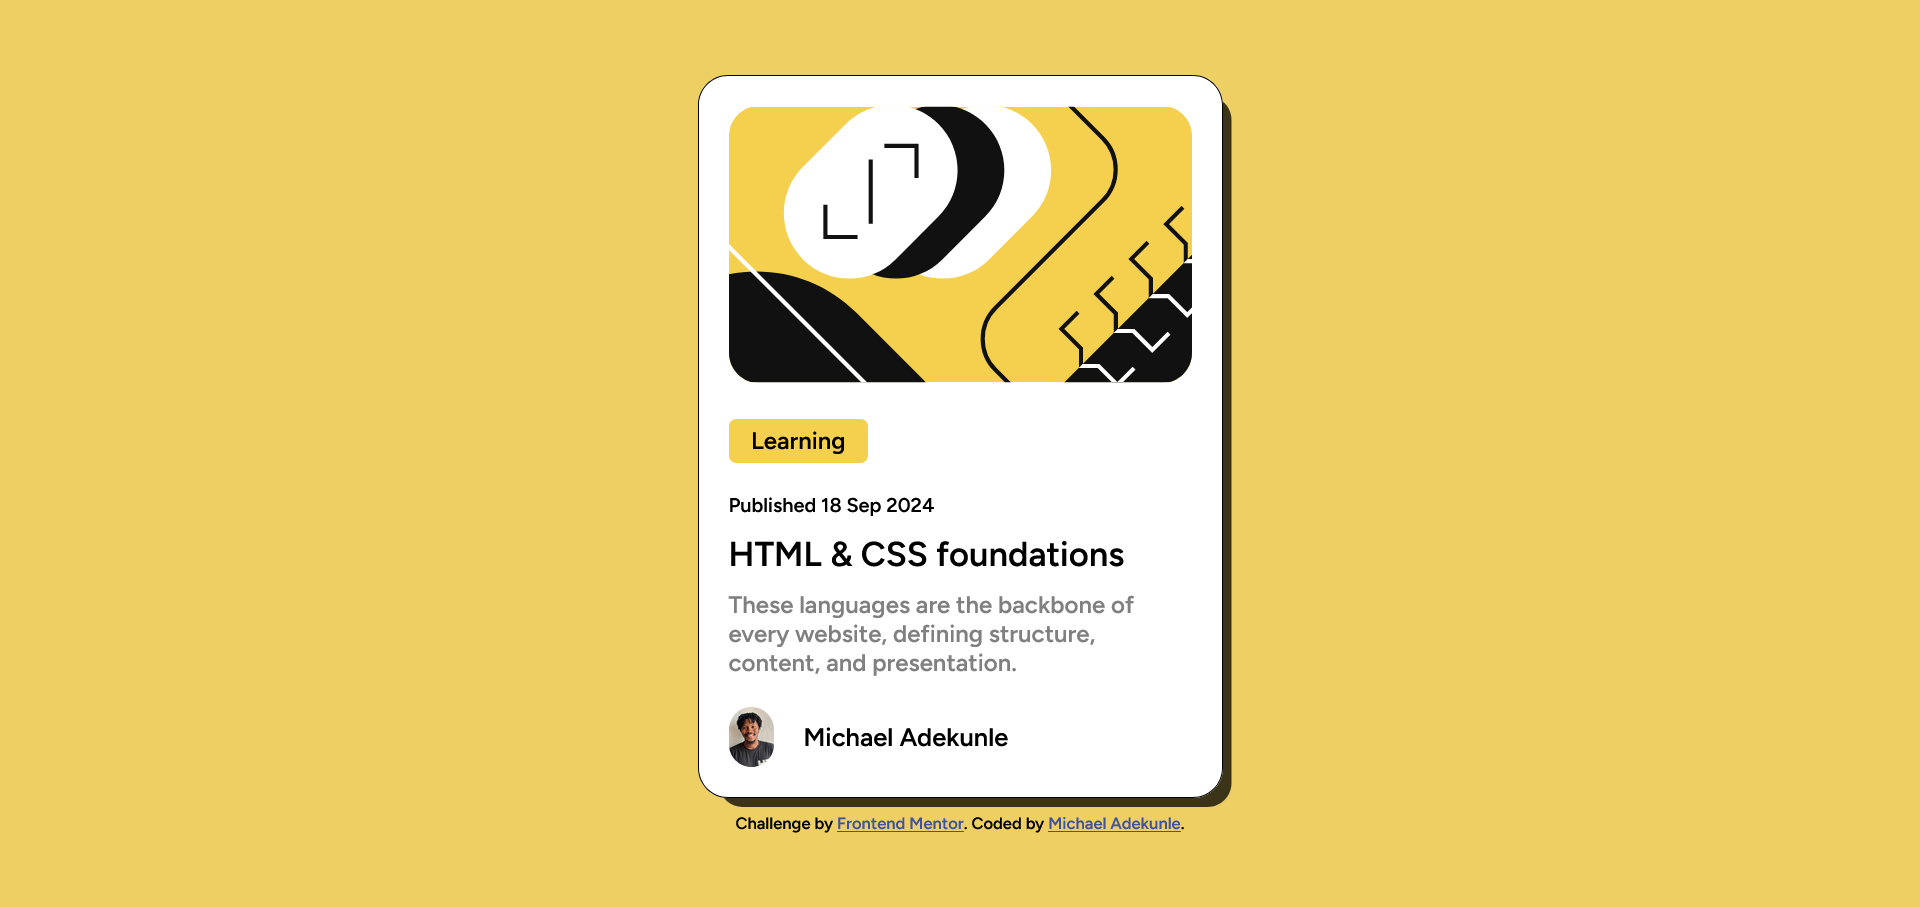 Learning
Published 18 Sep 2024
HTML & CSS foundations
These languages are the backbone of
every website, defining structure,
content, and presentation.
Michael Adekunle
Challenge by Frontend Mentor. Coded by Michael Adekunle.